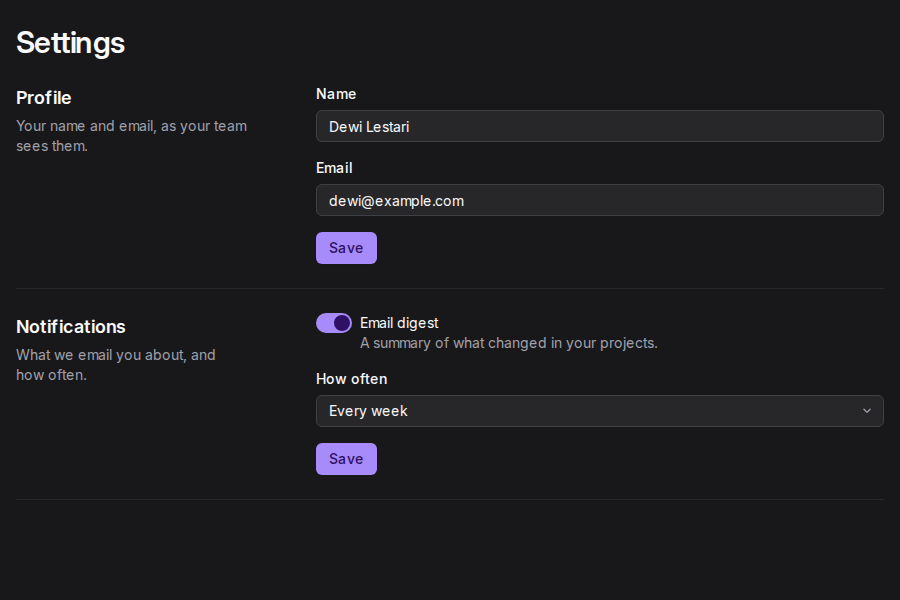 Settings
Profile
Your name and email, as your team
sees them.
Name
Dewi Lestari
Email
dewi@example.com
Save
Notifications
What we email you about, and
how often.
Email digest
A summary of what changed in your projects.
How often
Every week
Save